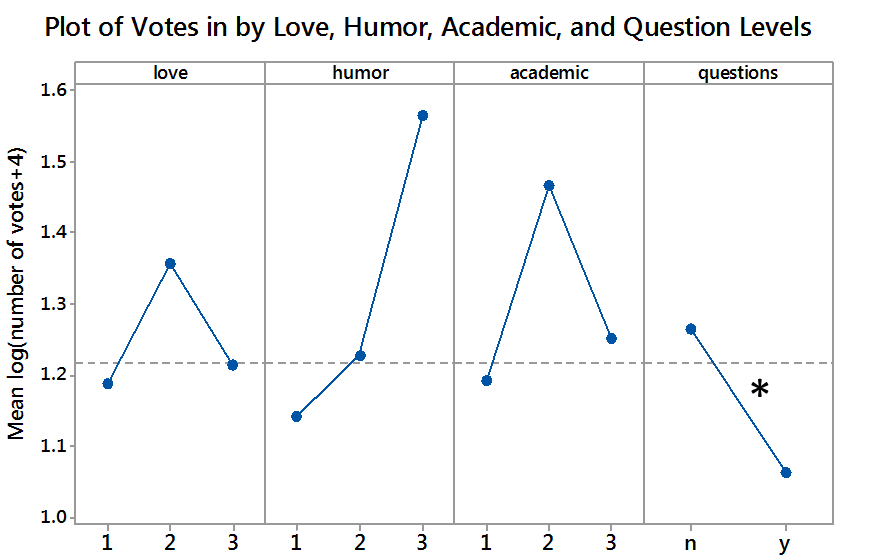 Plot of Votes in by Love, Humor, Academic, and Question Levels
love humor academic questions
Mean log(number of votes+4)
1.6
1.5
1.4
1.3
1.2
1.1
1.0
*
1 2 3 1 2 3 1 2 3 n y